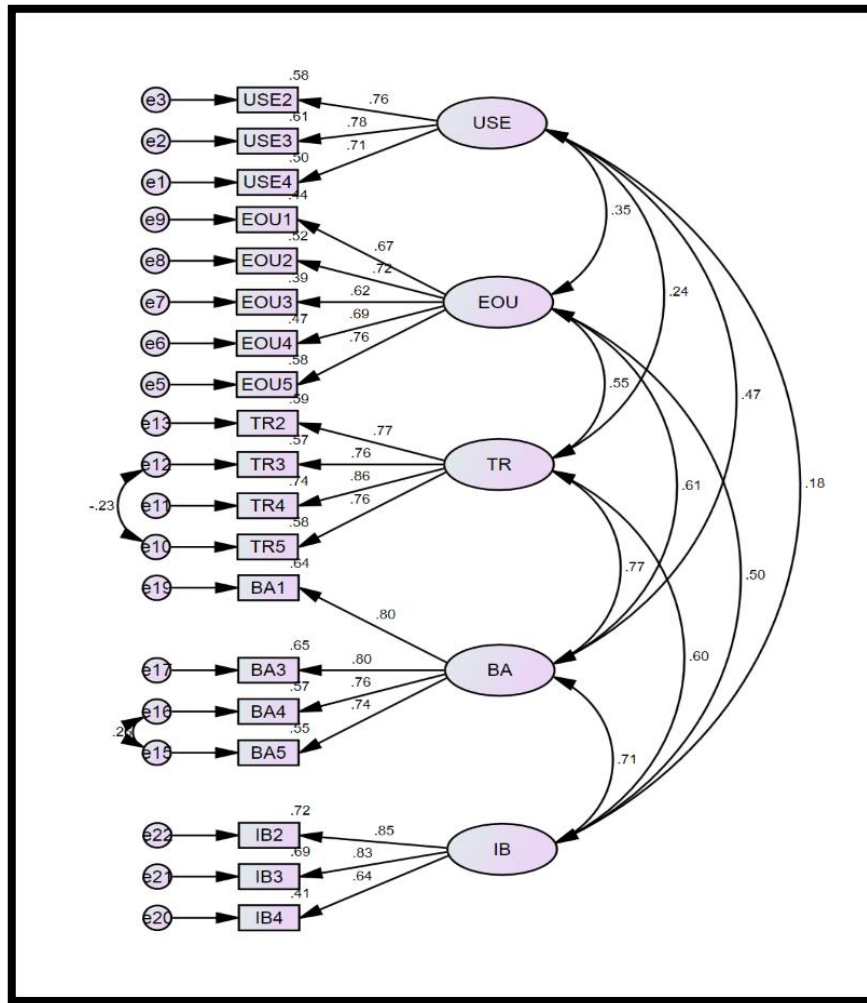 .58
e3 USE2 .76 USE
.61
e2 USE3 .78
.50
e1 USE4 .71
.44
e9 EOU1 .35
.52
e8 EOU2 .67
.39
e7 EOU3 .72 .62 EOU .24
.47
e6 EOU4 .69
.58
e5 EOU5 .76 .55 .47
.59
e13 TR2 .77
.57
e12 TR3 .76 TR
.74
-.23 e11 TR4 .86 .61 .18
.58
e10 TR5 .76
.64
e19 BA1 .77 .50
.80
.65
e17 BA3 .80 BA .60
.57
e16 BA4 .76
.55
e15 BA5 .74
.71
.72
e22 IB2 .85 IB
.69
e21 IB3 .83
.41
e20 IB4 .64